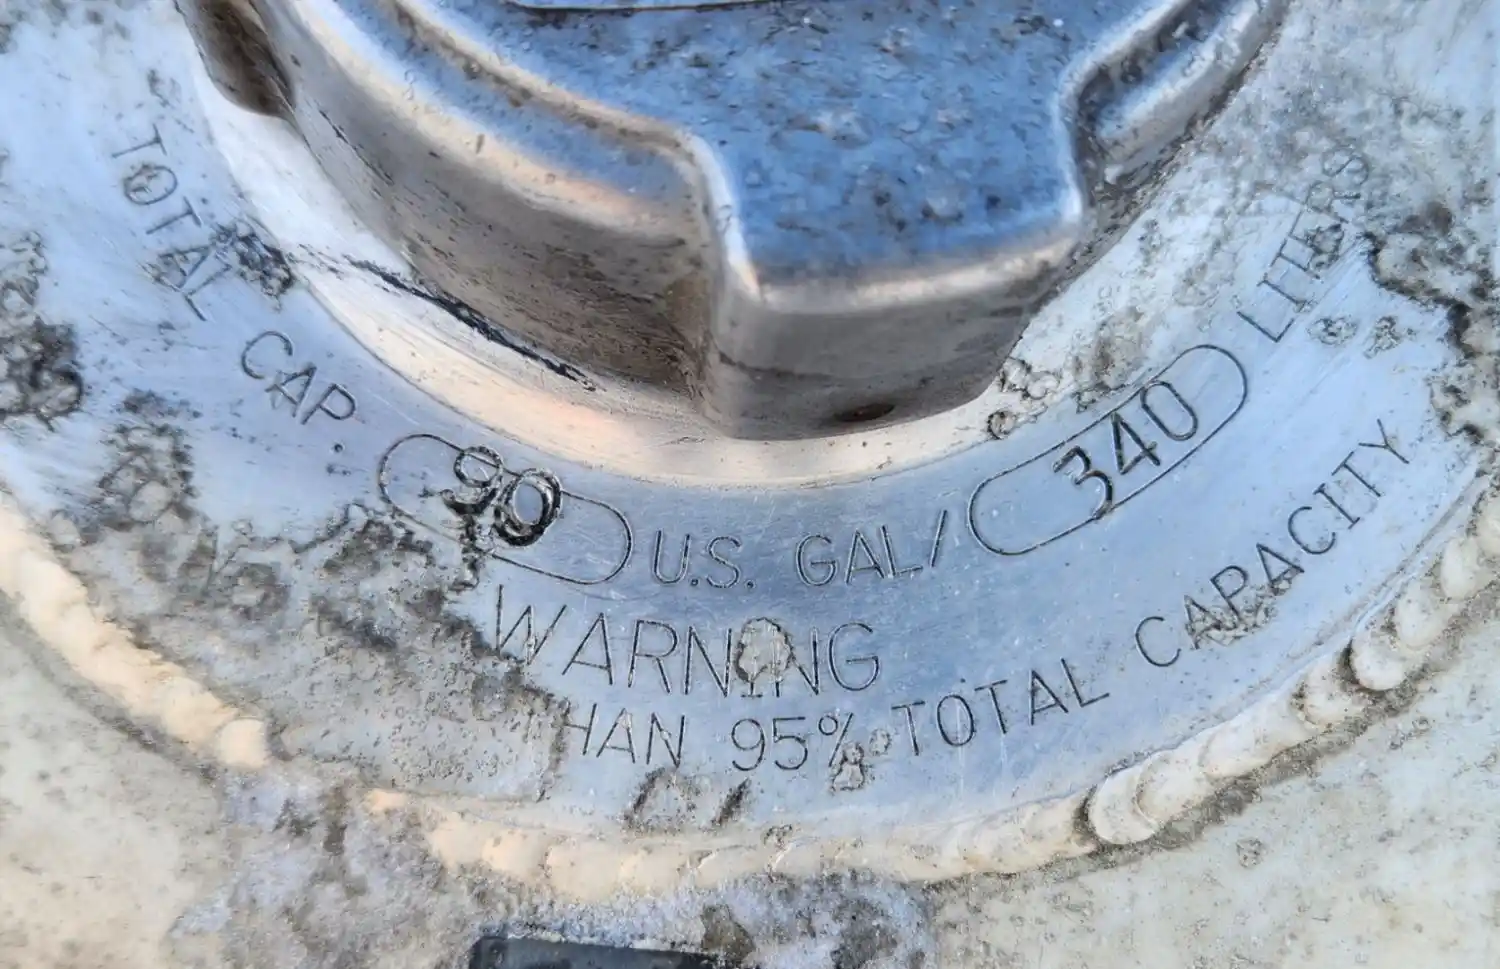 TOTAL CAP. 90 U.S. GAL/ 340 LITERS
WARNING
THAN 95% TOTAL CAPACITY